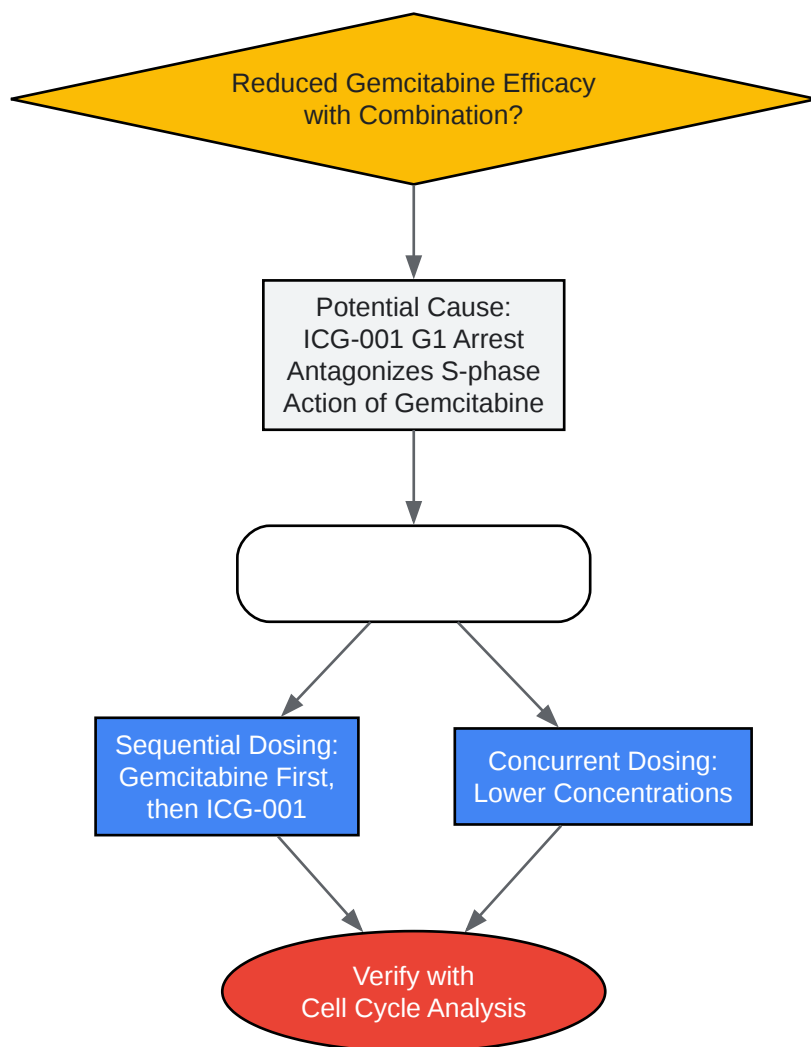 Reduced Gemcitabine Efficacy
with Combination?
Potential Cause:
ICG-001 G1 Arrest
Antagonizes S-phase
Action of Gemcitabine
Sequential Dosing:
Gemcitabine First,
then ICG-001
Concurrent Dosing:
Lower Concentrations
Verify with
Cell Cycle Analysis